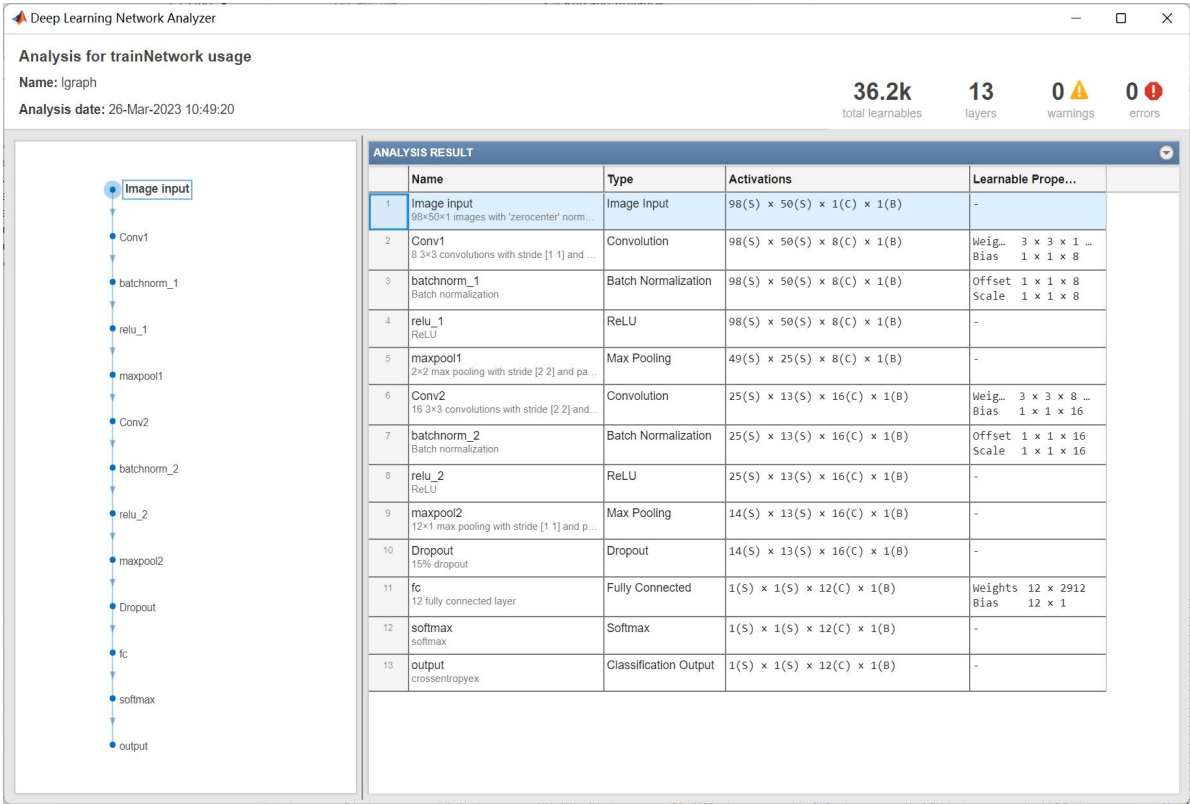 Deep Learning Network Analyzer
Analysis for trainNetwork usage
Name: lgraph
Analysis date: 26-Mar-2023 10:49:20
36.2k
total learnables
13
layers
0
warnings
0
errors
Image input
Conv1
batchnorm_1
relu_1
maxpool1
Conv2
batchnorm_2
relu_2
maxpool2
Dropout
fc
softmax
output
ANALYSIS RESULT
Name Type Activations Learnable Prope...
1 Image input Image Input 98(S) × 50(S) × 1(C) × 1(B) -
98×50×1 images with 'zerocenter' norm...
2 Conv1 Convolution 98(S) × 50(S) × 8(C) × 1(B) Weig… 3 × 3 × 1 …
8 3×3 convolutions with stride [1 1] and ... Bias 1 × 1 × 8
3 batchnorm_1 Batch Normalization 98(S) × 50(S) × 8(C) × 1(B) Offset 1 × 1 × 8
Batch normalization Scale 1 × 1 × 8
4 relu_1 ReLU 98(S) × 50(S) × 8(C) × 1(B) -
ReLU
5 maxpool1 Max Pooling 49(S) × 25(S) × 8(C) × 1(B) -
2×2 max pooling with stride [2 2] and pa...
6 Conv2 Convolution 25(S) × 13(S) × 16(C) × 1(B) Weig… 3 × 3 × 8 …
16 3×3 convolutions with stride [2 2] and... Bias 1 × 1 × 16
7 batchnorm_2 Batch Normalization 25(S) × 13(S) × 16(C) × 1(B) Offset 1 × 1 × 16
Batch normalization Scale 1 × 1 × 16
8 relu_2 ReLU 25(S) × 13(S) × 16(C) × 1(B) -
ReLU
9 maxpool2 Max Pooling 14(S) × 13(S) × 16(C) × 1(B) -
12×1 max pooling with stride [1 1] and p...
10 Dropout Dropout 14(S) × 13(S) × 16(C) × 1(B) -
15% dropout
11 fc Fully Connected 1(S) × 1(S) × 12(C) × 1(B) Weights 12 × 2912
12 fully connected layer Bias 12 × 1
12 softmax Softmax 1(S) × 1(S) × 12(C) × 1(B) -
softmax
13 output Classification Output 1(S) × 1(S) × 12(C) × 1(B) -
crossentropyex